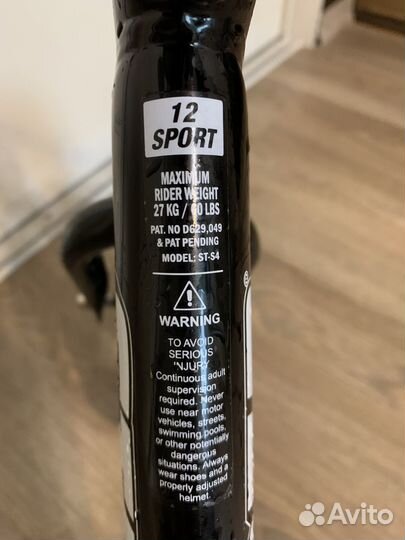 12
SPORT
MAXIMUM
RIDER WEIGHT
27 KG / 60 LBS
PAT. NO D629,049
& PAT PENDING
MODEL: ST-S4
®
WARNING
TO AVOID
SERIOUS
INJURY
Continuous adult
supervision
required. Never
use near motor
vehicles, streets,
swimming pools,
or other potentially
dangerous
situations. Always
wear shoes and a
properly adjusted
helmet.
Avito